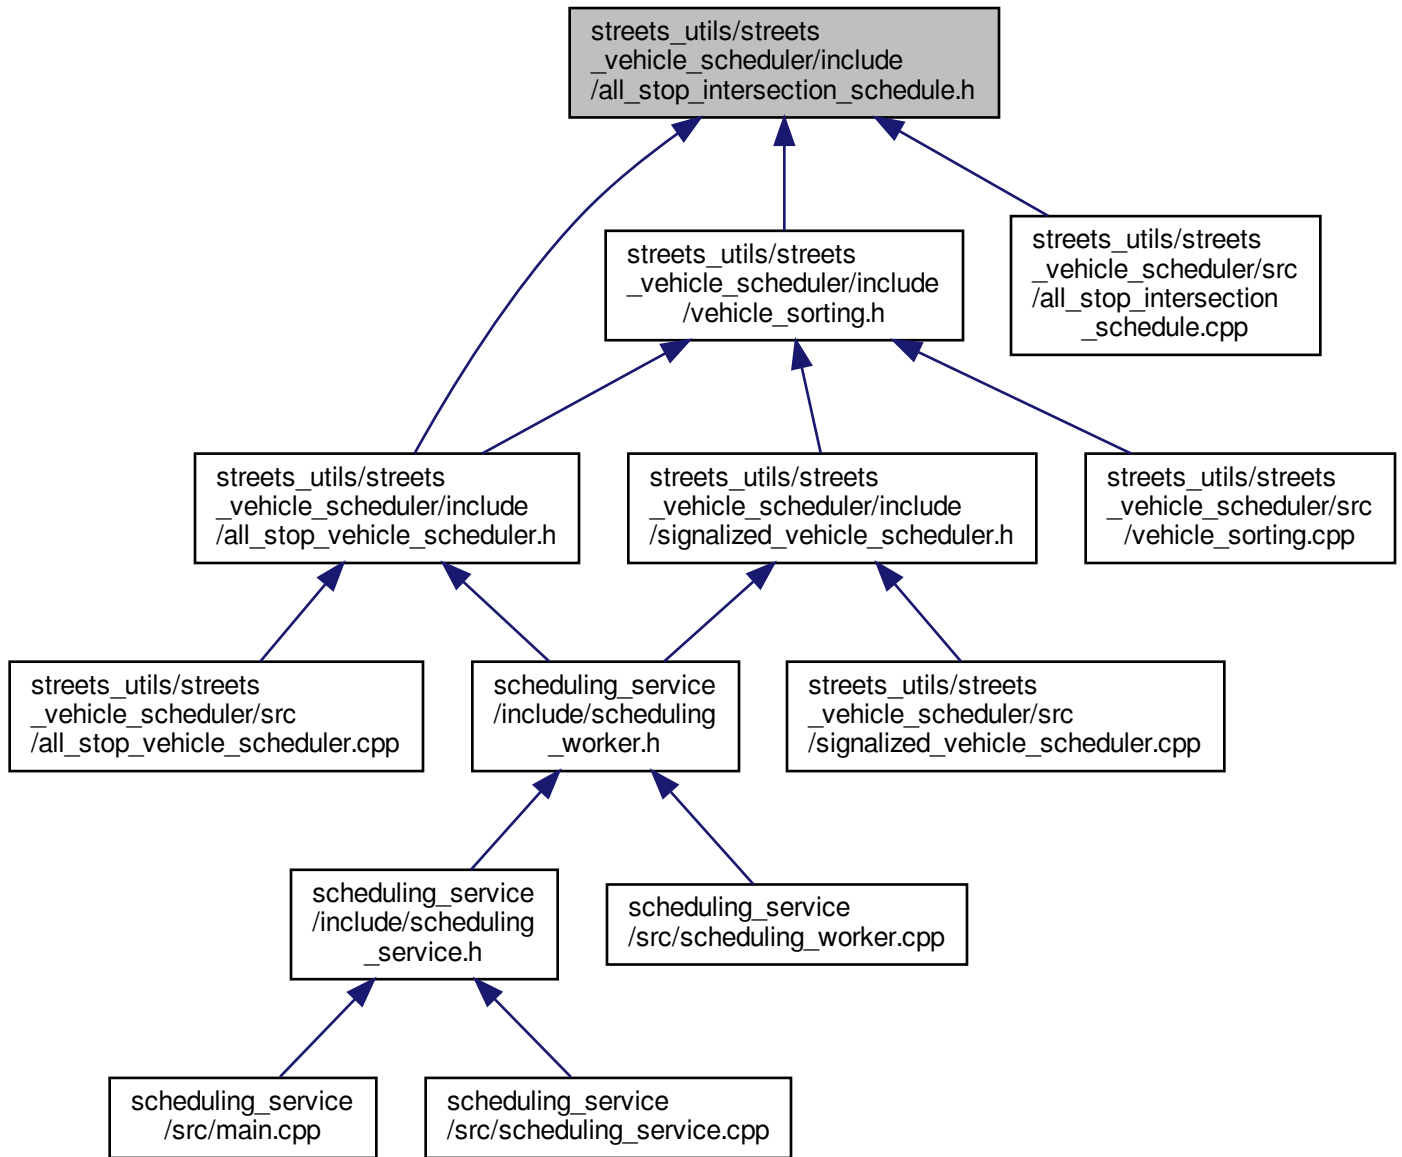 streets_utils/streets
_vehicle_scheduler/include
/all_stop_intersection_schedule.h
streets_utils/streets
_vehicle_scheduler/include
/vehicle_sorting.h
streets_utils/streets
_vehicle_scheduler/src
/all_stop_intersection
_schedule.cpp
streets_utils/streets
_vehicle_scheduler/include
/all_stop_vehicle_scheduler.h
streets_utils/streets
_vehicle_scheduler/include
/signalized_vehicle_scheduler.h
streets_utils/streets
_vehicle_scheduler/src
/vehicle_sorting.cpp
streets_utils/streets
_vehicle_scheduler/src
/all_stop_vehicle_scheduler.cpp
scheduling_service
/include/scheduling
_worker.h
streets_utils/streets
_vehicle_scheduler/src
/signalized_vehicle_scheduler.cpp
scheduling_service
/include/scheduling
_service.h
scheduling_service
/src/scheduling_worker.cpp
scheduling_service
/src/main.cpp
scheduling_service
/src/scheduling_service.cpp